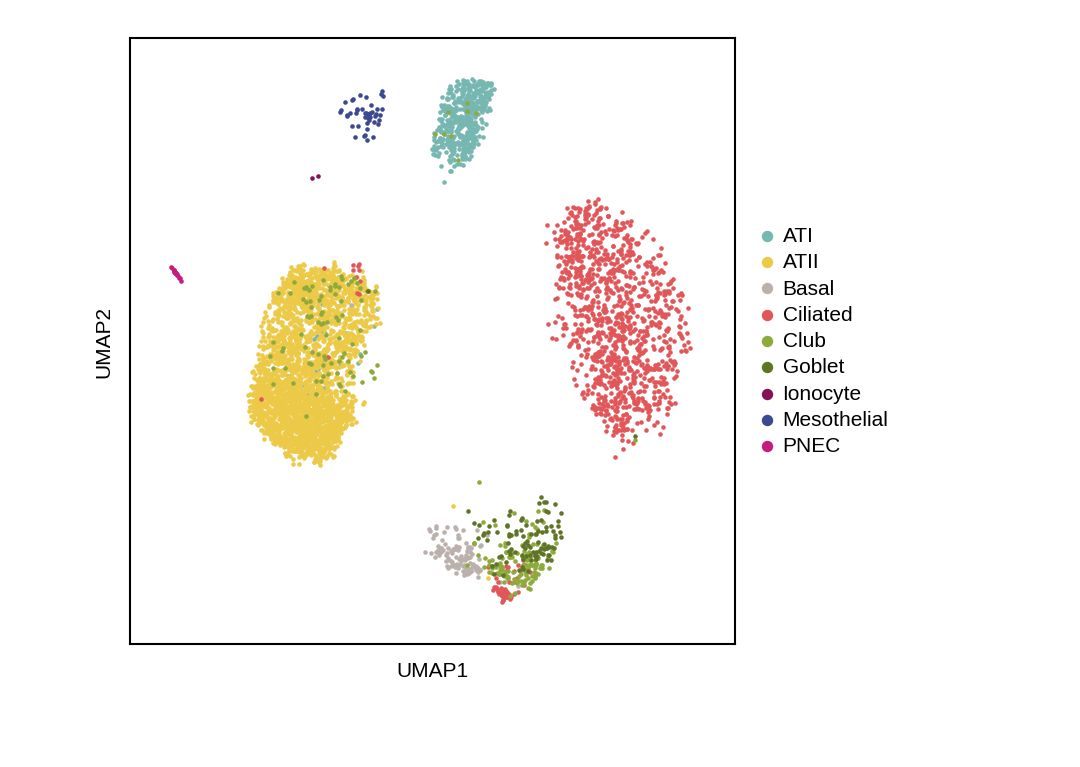 ATI
ATII
Basal
Ciliated
Club
Goblet
Ionocyte
Mesothelial
PNEC
UMAP2
UMAP1